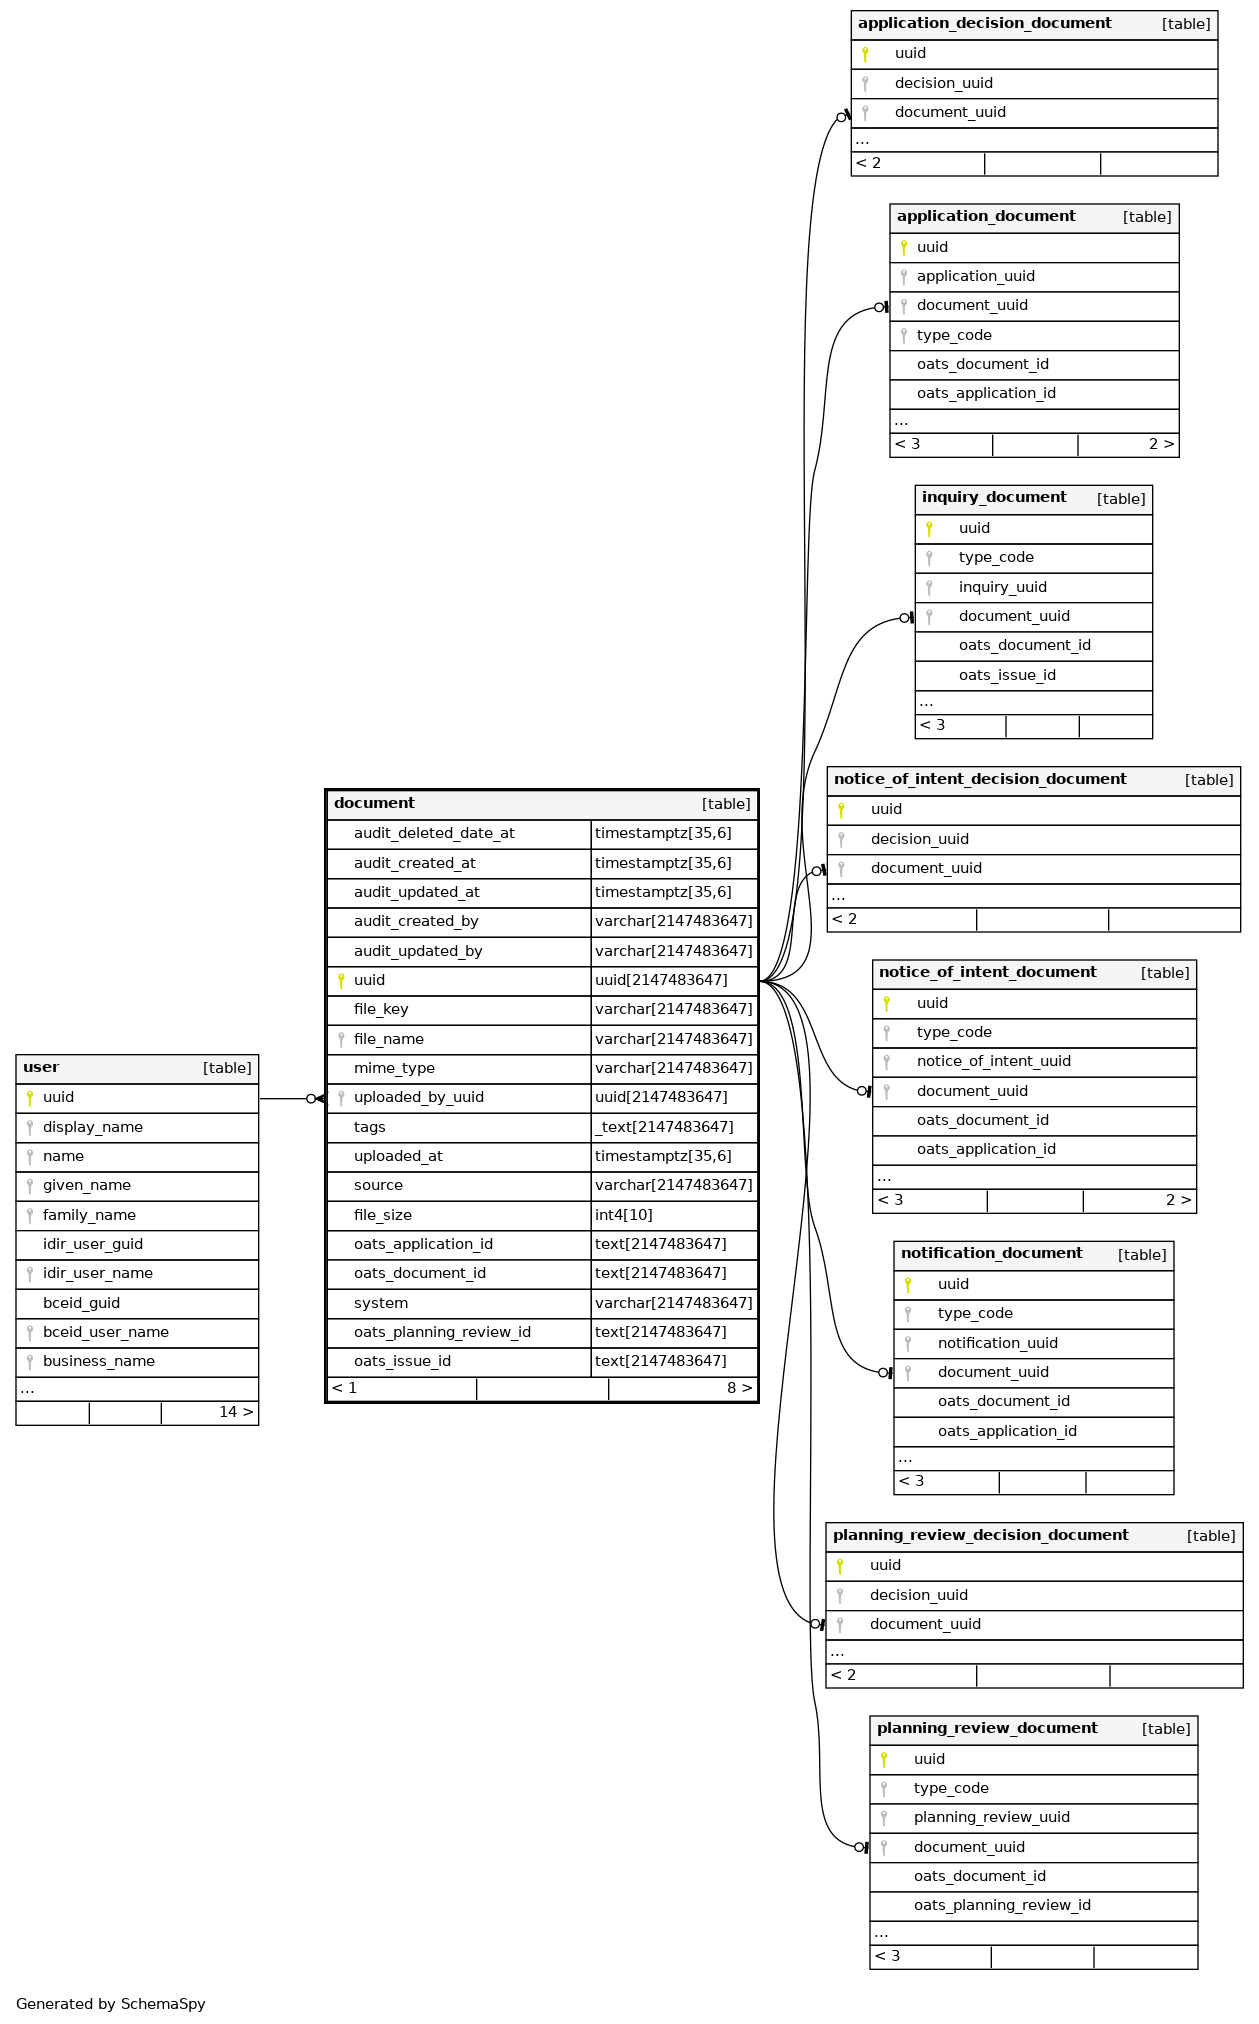 application_decision_document [table]
uuid
decision_uuid
document_uuid
...
< 2
application_document [table]
uuid
application_uuid
document_uuid
type_code
oats_document_id
oats_application_id
...
< 3 2 >
inquiry_document [table]
uuid
type_code
inquiry_uuid
document_uuid
oats_document_id
oats_issue_id
...
< 3
notice_of_intent_decision_document [table]
uuid
decision_uuid
document_uuid
...
< 2
notice_of_intent_document [table]
uuid
type_code
notice_of_intent_uuid
document_uuid
oats_document_id
oats_application_id
...
< 3 2 >
notification_document [table]
uuid
type_code
notification_uuid
document_uuid
oats_document_id
oats_application_id
...
< 3
planning_review_decision_document [table]
uuid
decision_uuid
document_uuid
...
< 2
planning_review_document [table]
uuid
type_code
planning_review_uuid
document_uuid
oats_document_id
oats_planning_review_id
...
< 3
document [table]
audit_deleted_date_at timestamptz[35,6]
audit_created_at timestamptz[35,6]
audit_updated_at timestamptz[35,6]
audit_created_by varchar[2147483647]
audit_updated_by varchar[2147483647]
uuid uuid[2147483647]
file_key varchar[2147483647]
file_name varchar[2147483647]
mime_type varchar[2147483647]
uploaded_by_uuid uuid[2147483647]
tags _text[2147483647]
uploaded_at timestamptz[35,6]
source varchar[2147483647]
file_size int4[10]
oats_application_id text[2147483647]
oats_document_id text[2147483647]
system varchar[2147483647]
oats_planning_review_id text[2147483647]
oats_issue_id text[2147483647]
< 1 8 >
user [table]
uuid
display_name
name
given_name
family_name
idir_user_guid
idir_user_name
bceid_guid
bceid_user_name
business_name
...
14 >
Generated by SchemaSpy